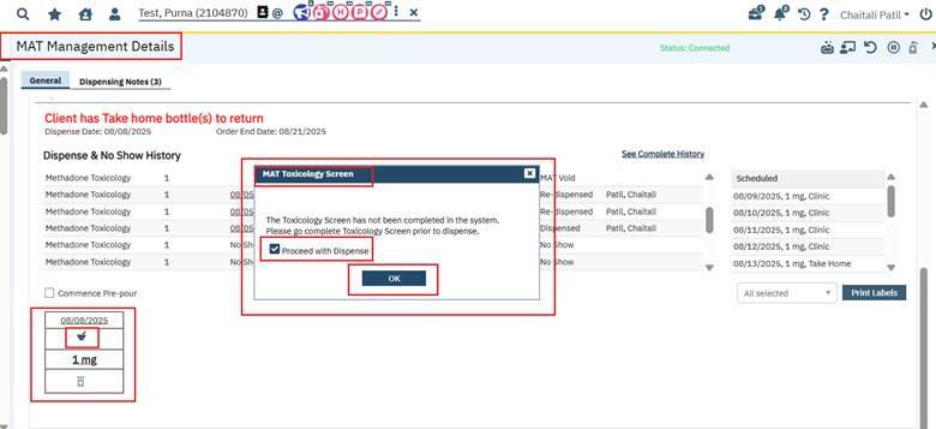 Test, Purna (2104870)
Chaitali Patil
MAT Management Details
Status: Connected
General
Dispensing Notes (3)
Client has Take home bottle(s) to return
Dispense Date: 08/08/2025 Order End Date: 08/21/2025
Dispense & No Show History
See Complete History
Methadone Toxicology 1 MAT Void
Methadone Toxicology 1 08/05 Re-dispensed Patil, Chaitali
Methadone Toxicology 1 08/05 Re-dispensed Patil, Chaitali
Methadone Toxicology 1 08/05 Dispensed Patil, Chaitali
Methadone Toxicology 1 No Sh No Show
Methadone Toxicology 1 No Sh No Show
MAT Toxicology Screen
The Toxicology Screen has not been completed in the system.
Please go complete Toxicology Screen prior to dispense.
Proceed with Dispense
OK
Scheduled
08/09/2025, 1 mg, Clinic
08/10/2025, 1 mg, Clinic
08/11/2025, 1 mg, Clinic
08/12/2025, 1 mg, Clinic
08/13/2025, 1 mg, Take Home
Commence Pre-pour
All selected
Print Labels
08/08/2025
1 mg